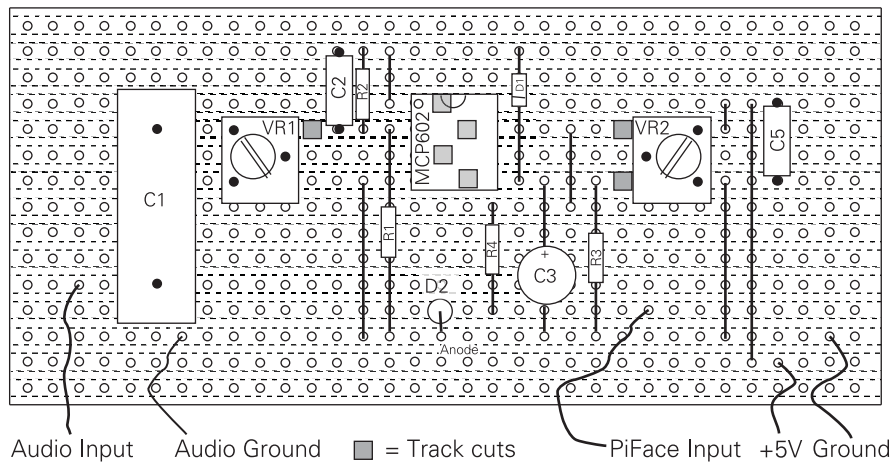 C2
R2
D1
VR1
MCP602
VR2
C5
C1
R1
R4
+
C3
R3
D2
Anode
Audio Input
Audio Ground
= Track cuts
PiFace Input
+5V
Ground